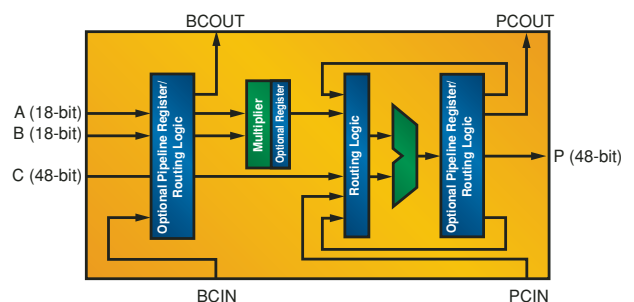 BCOUT
PCOUT
A (18-bit)
B (18-bit)
C (48-bit)
Optional Pipeline Register/
Routing Logic
Multiplier
Optional Register
Routing Logic
Optional Pipeline Register/
Routing Logic
P (48-bit)
BCIN
PCIN